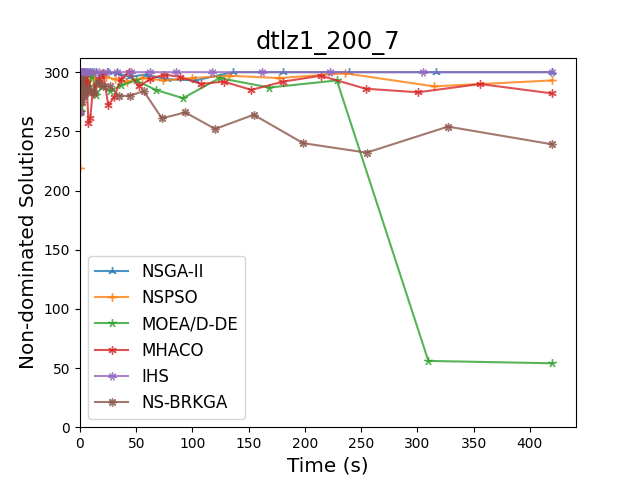 dtlz1_200_7
Non-dominated Solutions
300
250
200
150
100
50
0
NSGA-II
NSPSO
MOEA/D-DE
MHACO
IHS
NS-BRKGA
0 50 100 150 200 250 300 350 400
Time (s)